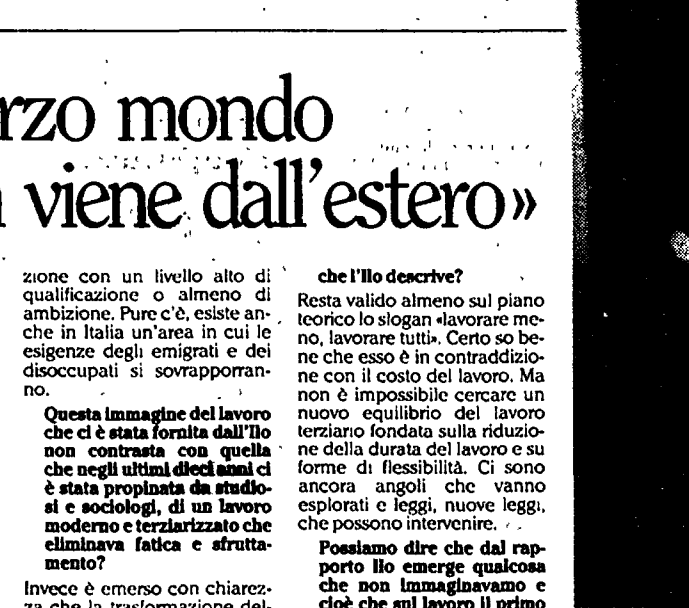 rzo mondo
viene dall'estero»
zione con un livello alto di
qualificazione o almeno di
ambizione. Pure c'è, esiste an-
che in Italia un'area in cui le
esigenze degli emigrati e dei
disoccupati si sovrapporran-
no.
Questa immagine del lavoro
che ci è stata fornita dall'Ilo
non contrasta con quella
che negli ultimi dieci anni ci
è stata propinata da studio-
si e sociologi, di un lavoro
moderno e terziarizzato che
eliminava fatica e sfrutta-
mento?
Invece è emerso con chiarez-
za che la trasformazione del-
che l'Ilo descrive?
Resta valido almeno sul piano
teorico lo slogan «lavorare me-
no, lavorare tutti». Certo so be-
ne che esso è in contraddizio-
ne con il costo del lavoro. Ma
non è impossibile cercare un
nuovo equilibrio del lavoro
terziario fondata sulla riduzio-
ne della durata del lavoro e su
forme di flessibilità. Ci sono
ancora angoli che vanno
esplorati e leggi, nuove leggi,
che possono intervenire.
Possiamo dire che dal rap-
porto Ilo emerge qualcosa
che non immaginavamo e
cioè che sul lavoro il primo